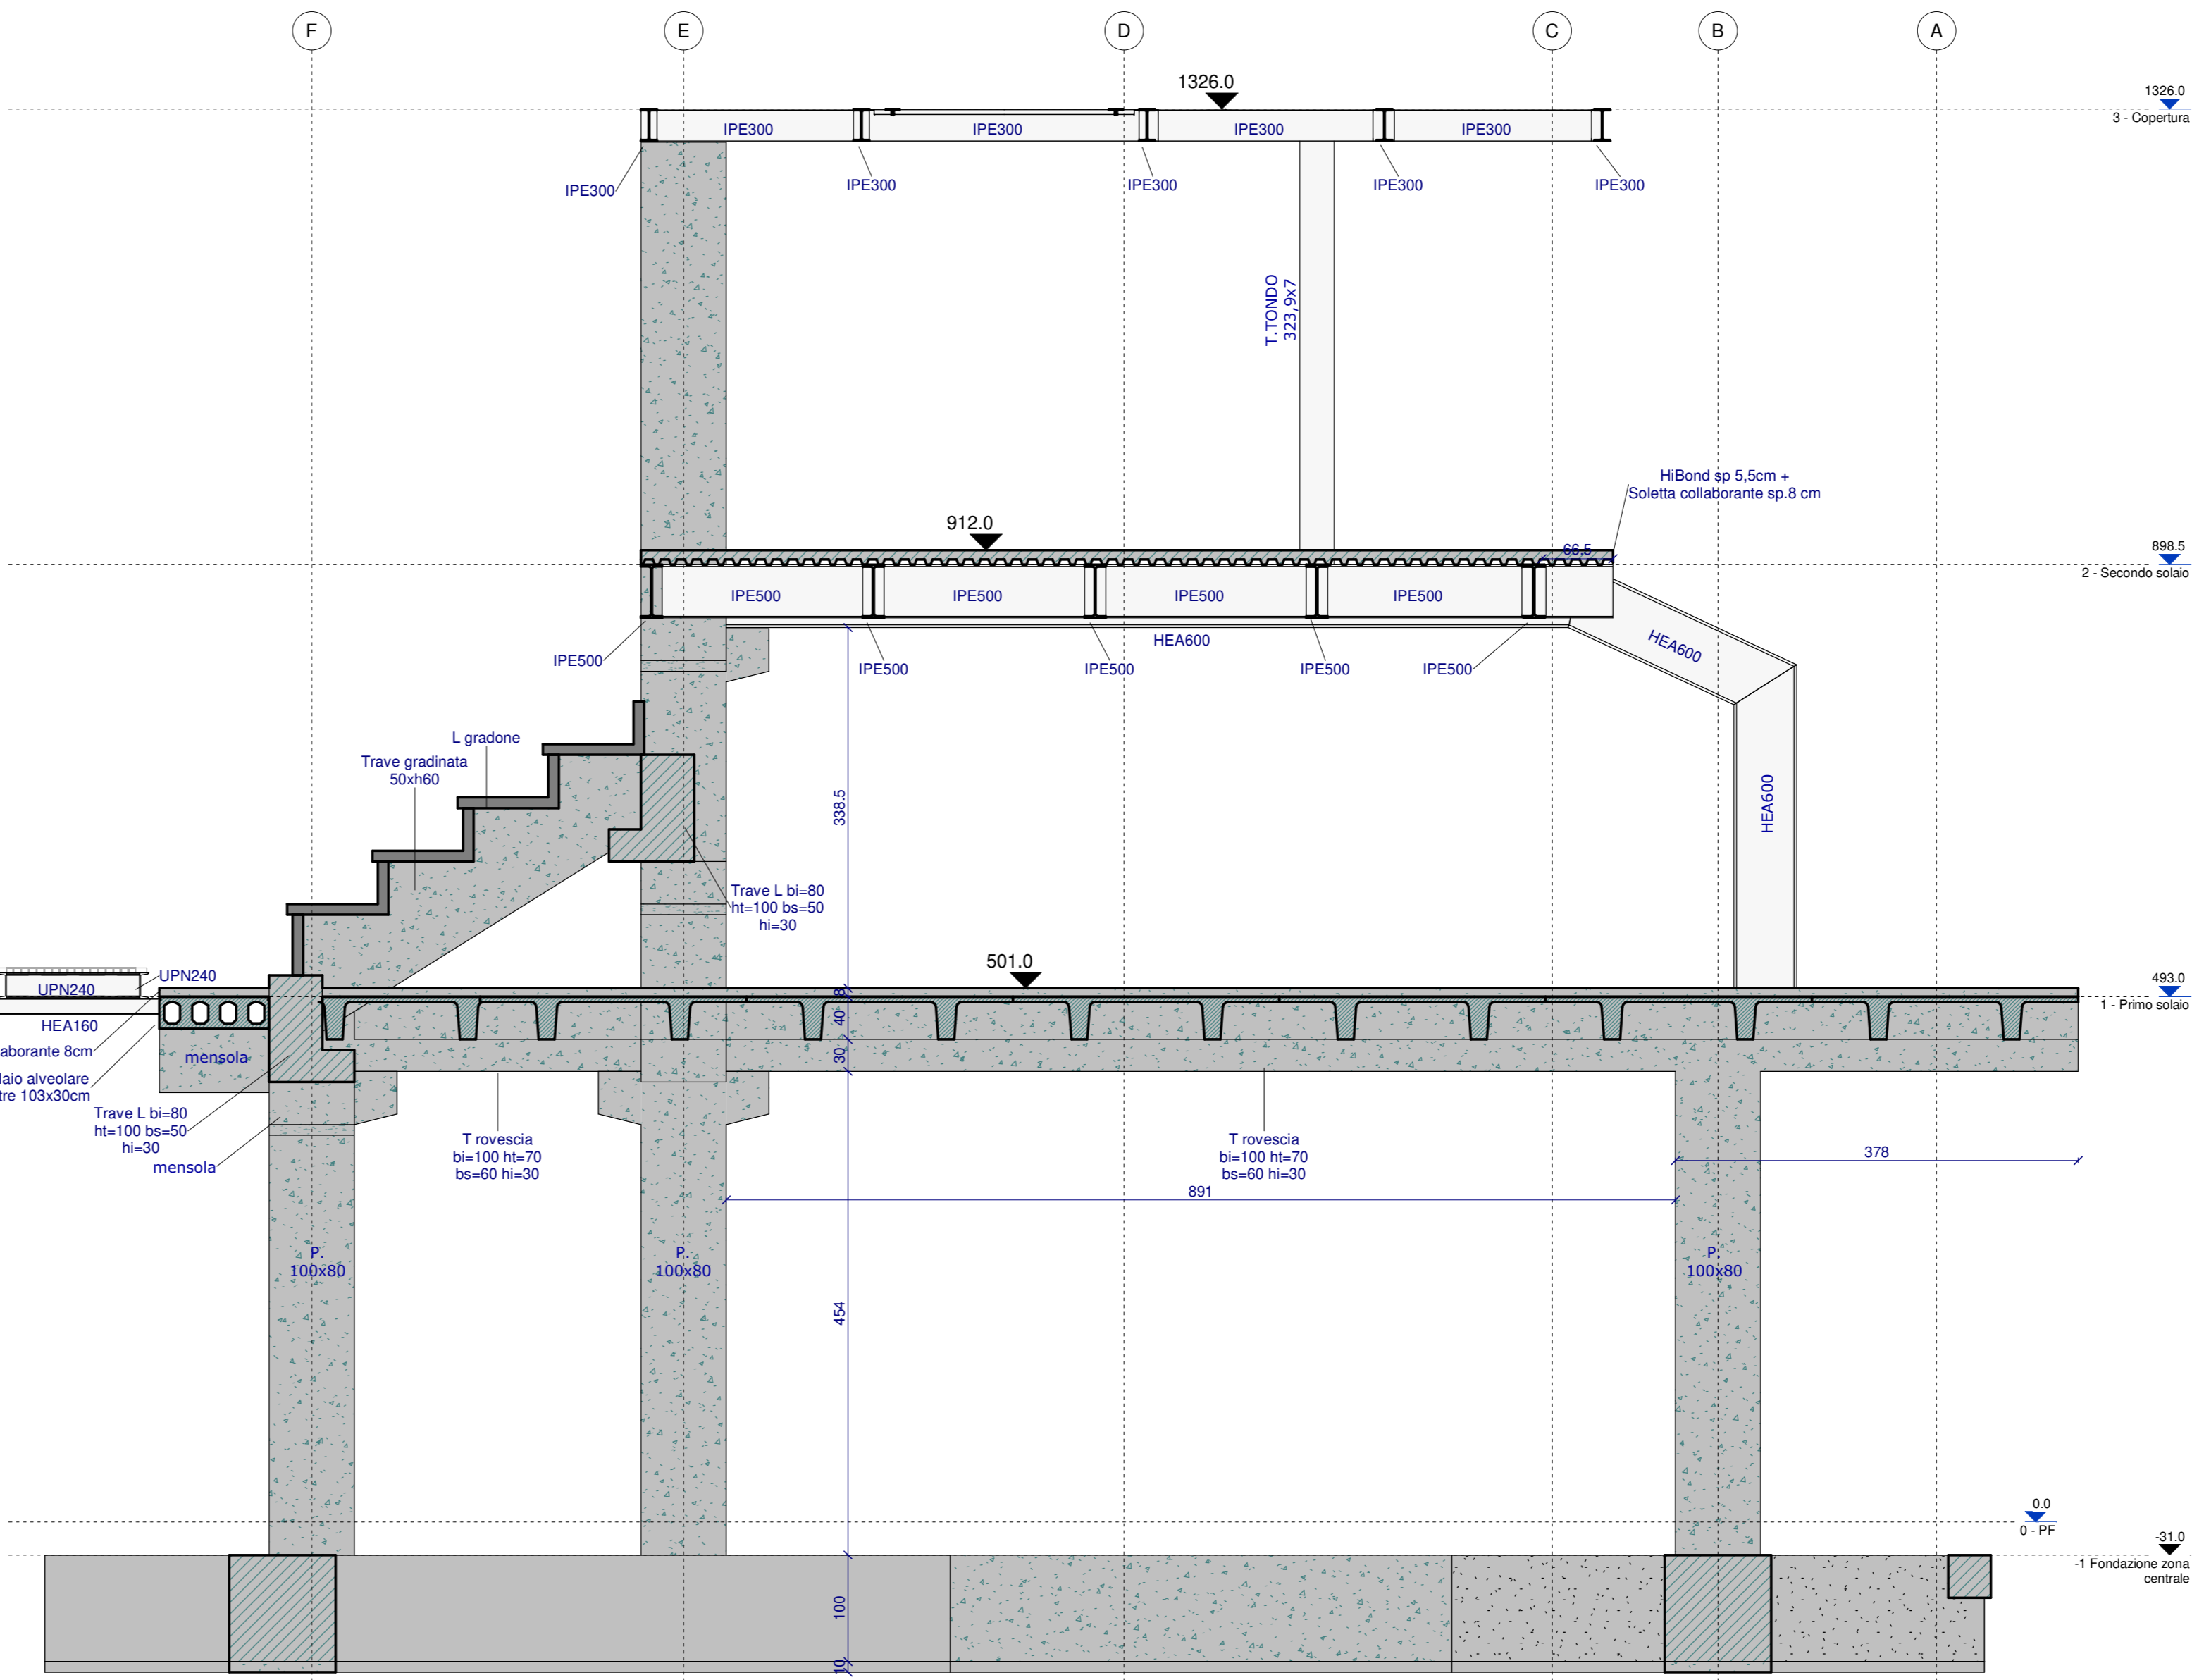 F
E
D
C
B
A
1326.0
1326.0
3 - Copertura
IPE300
IPE300
IPE300
IPE300
IPE300
IPE300
IPE300
IPE300
IPE300
T.TONDO
323,9x7
HiBond sp 5,5cm +
Soletta collaborante sp.8 cm
912.0
66.5
898.5
2 - Secondo solaio
IPE500
IPE500
IPE500
IPE500
HEA600
HEA600
IPE500
IPE500
IPE500
IPE500
IPE500
L gradone
Trave gradinata
50xh60
338.5
HEA600
Trave L bi=80
ht=100 bs=50
hi=30
501.0
UPN240
UPN240
493.0
1 - Primo solaio
8
40
30
HEA160
aborante 8cm
mensola
laio alveolare
tre 103x30cm
Trave L bi=80
ht=100 bs=50
hi=30
mensola
T rovescia
bi=100 ht=70
bs=60 hi=30
T rovescia
bi=100 ht=70
bs=60 hi=30
378
891
P.
100x80
P.
100x80
P.
100x80
454
0.0
0 - PF
-31.0
-1 Fondazione zona
centrale
100
10